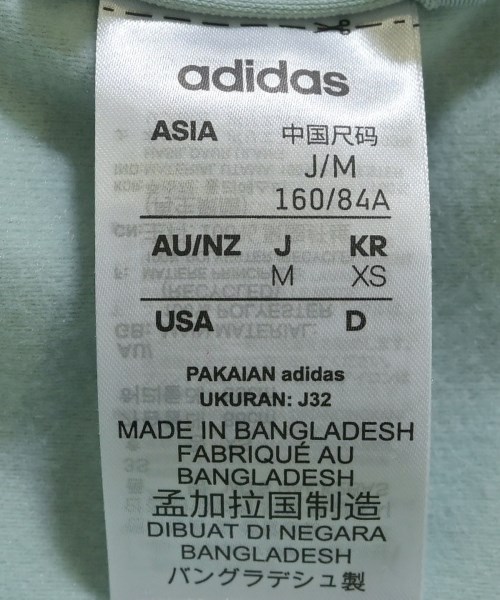 adidas
ASIA 中国尺码
J/M
160/84A
AU/NZ J KR
M XS
USA D
PAKAIAN adidas
UKURAN: J32
MADE IN BANGLADESH
FABRIQUÉ AU
BANGLADESH
孟加拉国制造
DIBUAT DI NEGARA
BANGLADESH
バングラデシュ製